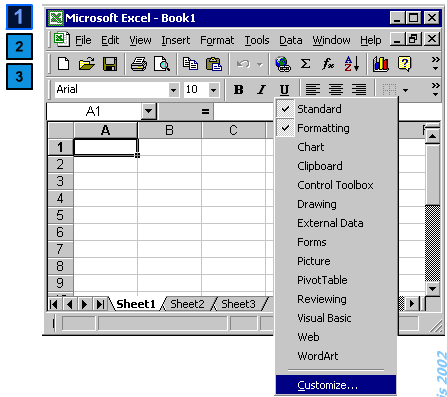 1
2
3
Microsoft Excel - Book1
File Edit View Insert Format Tools Data Window Help
Arial 10 B I U
A1 =
A B C
1
2
3
4
5
6
7
8
9
Sheet1 Sheet2 Sheet3
Standard
Formatting
Chart
Clipboard
Control Toolbox
Drawing
External Data
Forms
Picture
PivotTable
Reviewing
Visual Basic
Web
WordArt
Customize...
is 2002